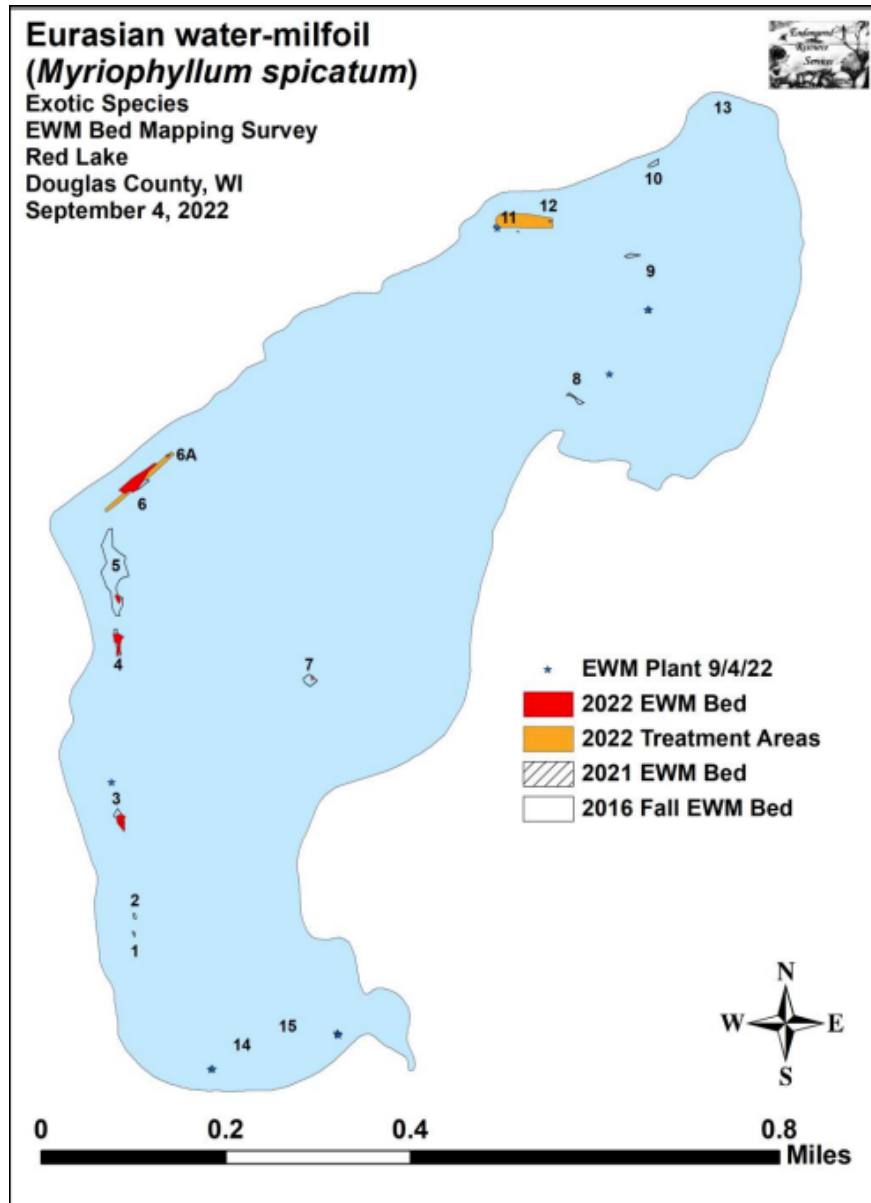 Eurasian water-milfoil
(Myriophyllum spicatum)
Exotic Species
EWM Bed Mapping Survey
Red Lake
Douglas County, WI
September 4, 2022
Endangered
Resource
Services
13
10
12
11
9
8
6A
6
5
4
7
3
2
1
15
14
EWM Plant 9/4/22
2022 EWM Bed
2022 Treatment Areas
2021 EWM Bed
2016 Fall EWM Bed
N
W E
S
0 0.2 0.4 0.8
Miles